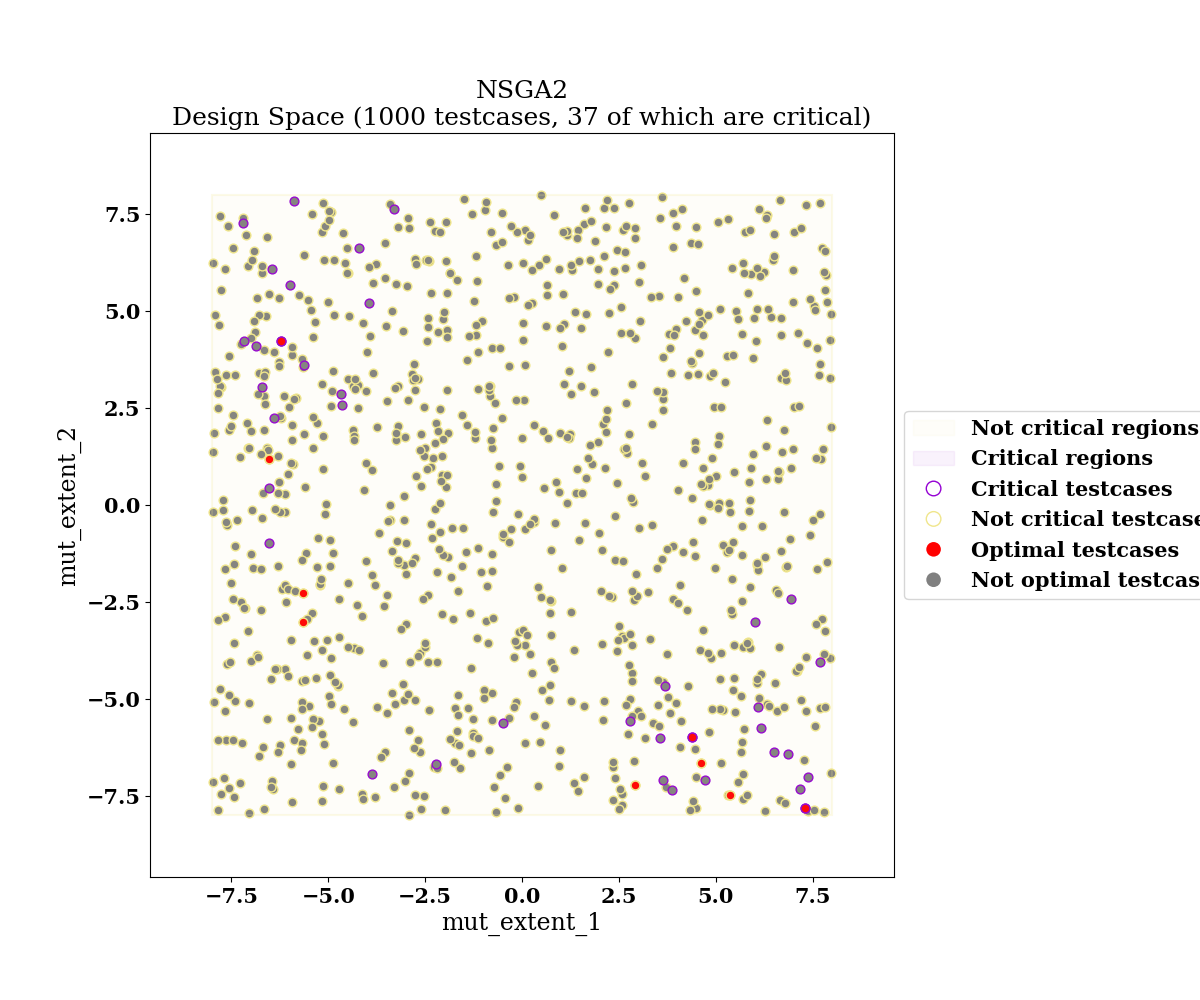 NSGA2
Design Space (1000 testcases, 37 of which are critical)
7.5
5.0
2.5
0.0
−2.5
−5.0
−7.5
mut_extent_2
−7.5 −5.0 −2.5 0.0 2.5 5.0 7.5
mut_extent_1
Not critical regions
Critical regions
Critical testcases
Not critical testcase
Optimal testcases
Not optimal testcas